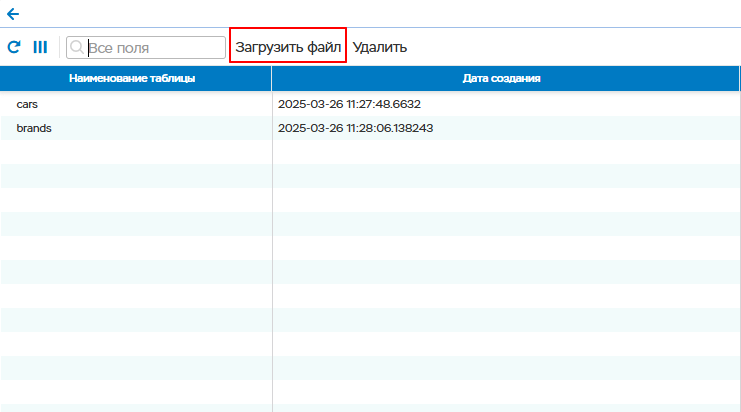 Все поля Загрузить файл Удалить
Наименование таблицы Дата создания
cars 2025-03-26 11:27:48.6632
brands 2025-03-26 11:28:06.138243